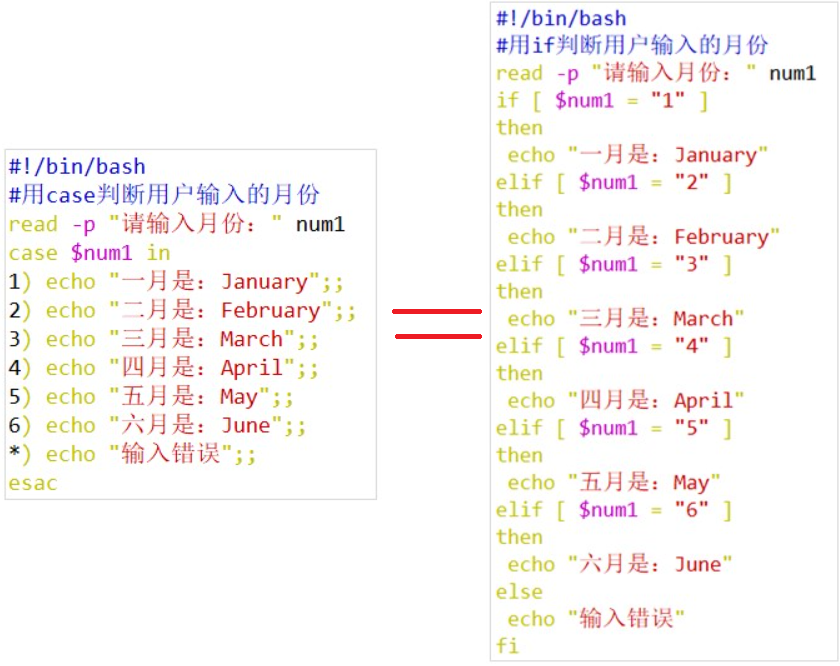 #!/bin/bash
#用case判断用户输入的月份
read -p "请输入月份：" num1
case $num1 in
1) echo "一月是：January";;
2) echo "二月是：February";;
3) echo "三月是：March";;
4) echo "四月是：April";;
5) echo "五月是：May";;
6) echo "六月是：June";;
*) echo "输入错误";;
esac
#!/bin/bash
#用if判断用户输入的月份
read -p "请输入月份：" num1
if [ $num1 = "1" ]
then
 echo "一月是：January"
elif [ $num1 = "2" ]
then
 echo "二月是：February"
elif [ $num1 = "3" ]
then
 echo "三月是：March"
elif [ $num1 = "4" ]
then
 echo "四月是：April"
elif [ $num1 = "5" ]
then
 echo "五月是：May"
elif [ $num1 = "6" ]
then
 echo "六月是：June"
else
 echo "输入错误"
fi